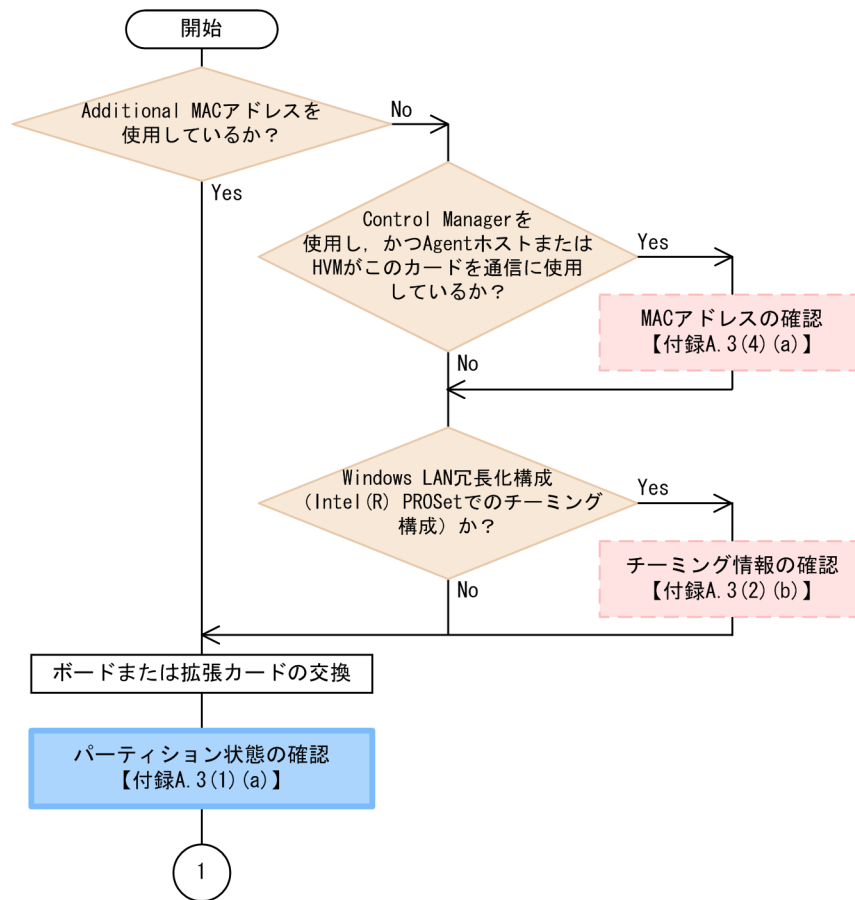 開始
Additional MACアドレスを
使用しているか？
No
Yes
Control Managerを
使用し，かつAgentホストまたは
HVMがこのカードを通信に使用
しているか？
Yes
MACアドレスの確認
【付録A.3(4)(a)】
No
Windows LAN冗長化構成
（Intel(R) PROSetでのチーミング
構成）か？
Yes
チーミング情報の確認
【付録A.3(2)(b)】
No
ボードまたは拡張カードの交換
パーティション状態の確認
【付録A.3(1)(a)】
1